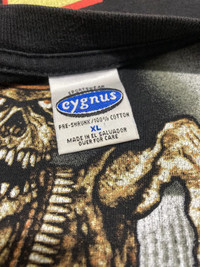 cygnus
PRE-SHRUNK/100% COTTON
XL
MADE IN EL SALVADOR
OVER FOR CARE